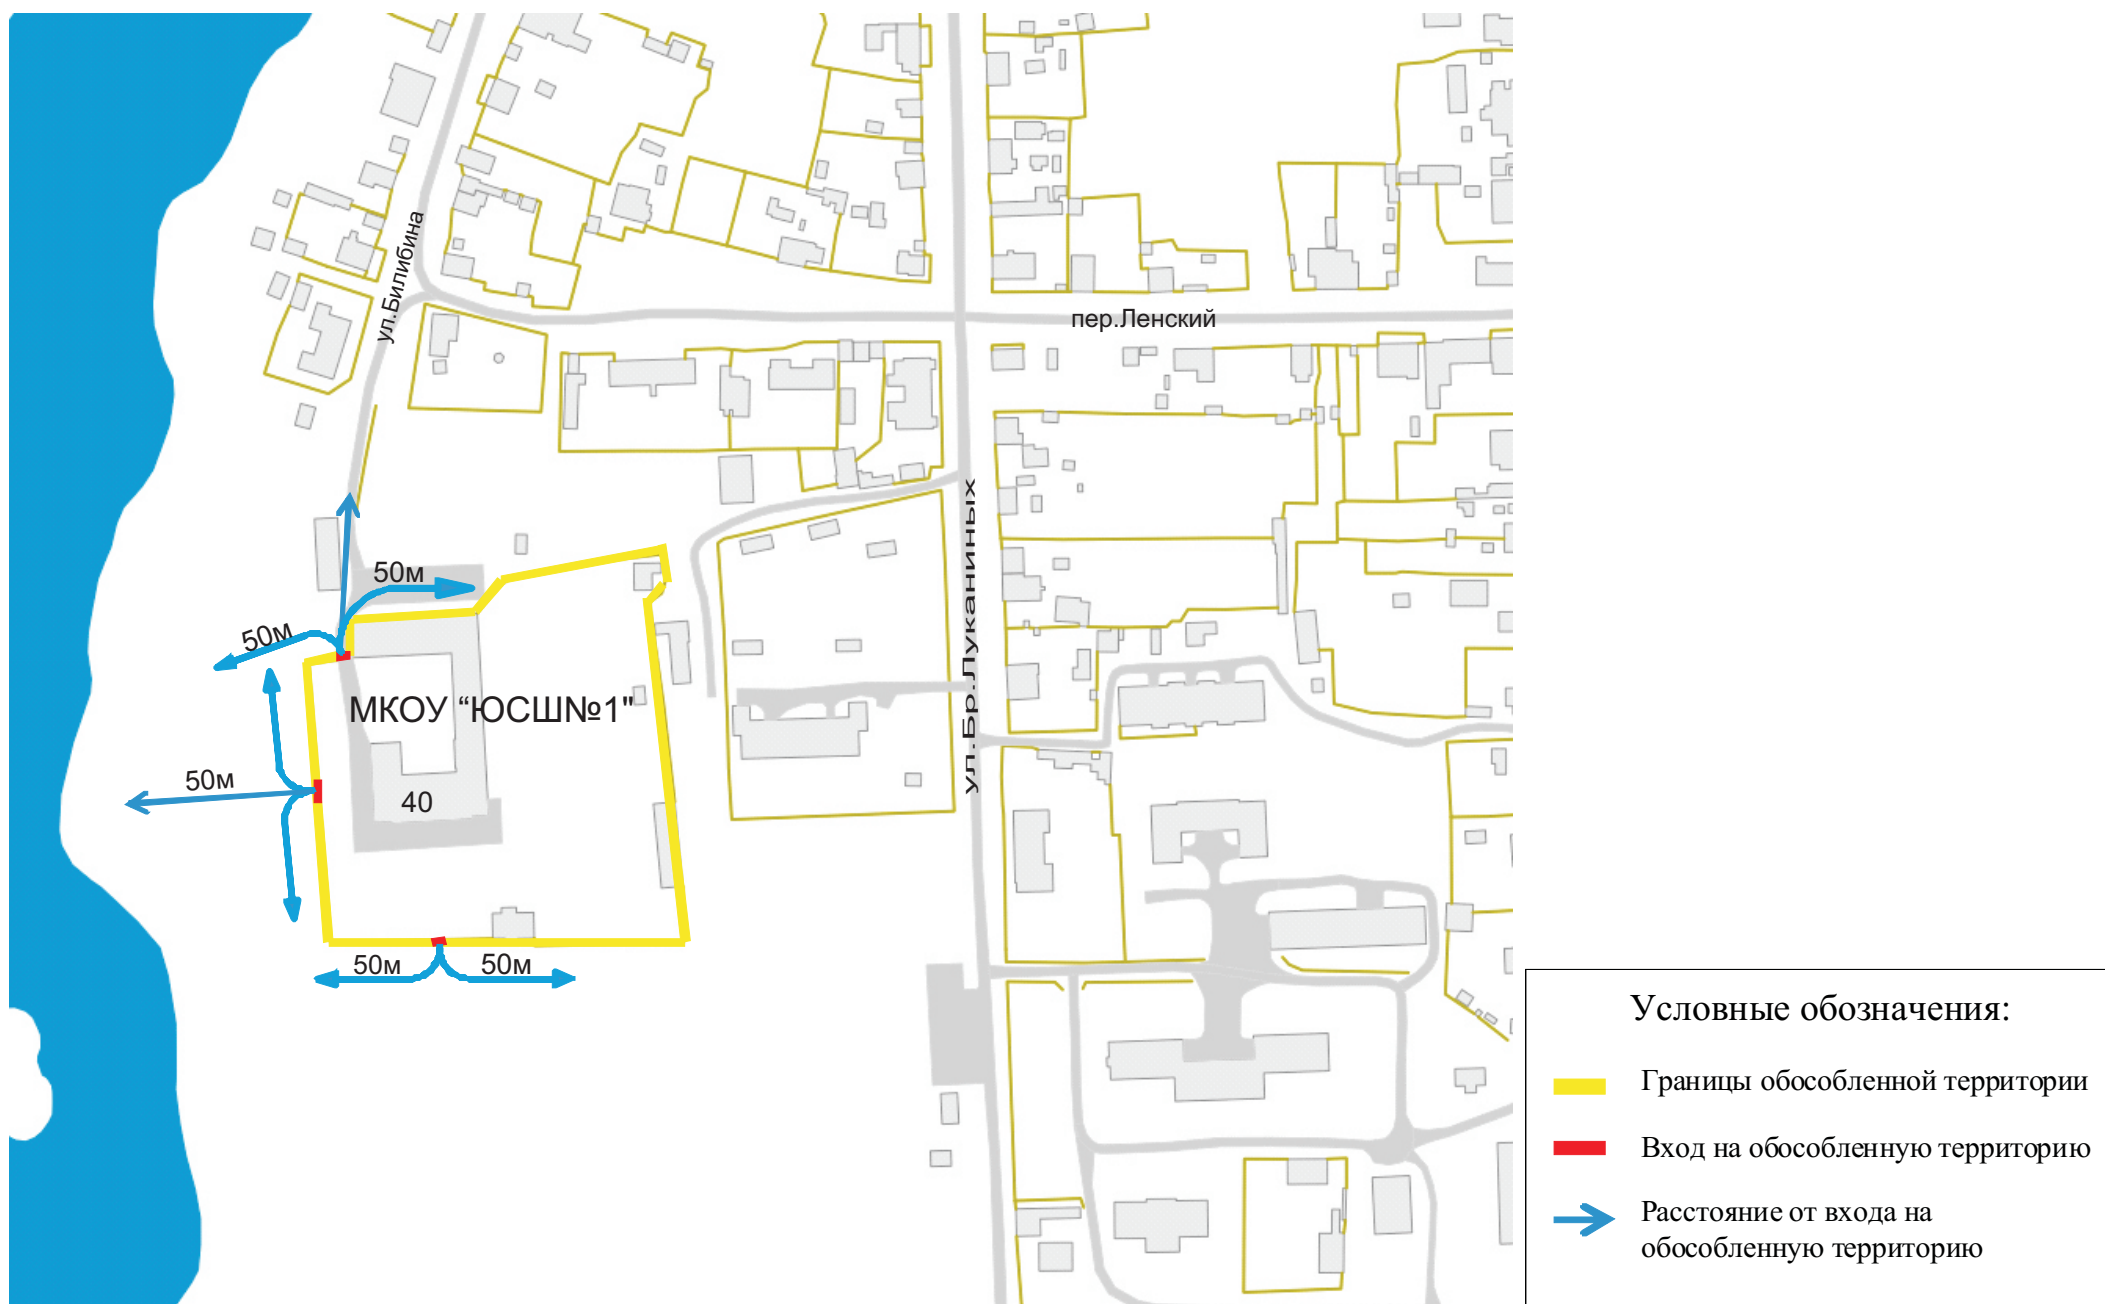 ул.Билибина
пер.Ленский
ул.Бр.Луканиных
50м
50м
МКОУ “ЮСШ№1"
50м
40
50м
50м
Условные обозначения:
Границы обособленной территории
Вход на обособленную территорию
Расстояние от входа на
обособленную территорию